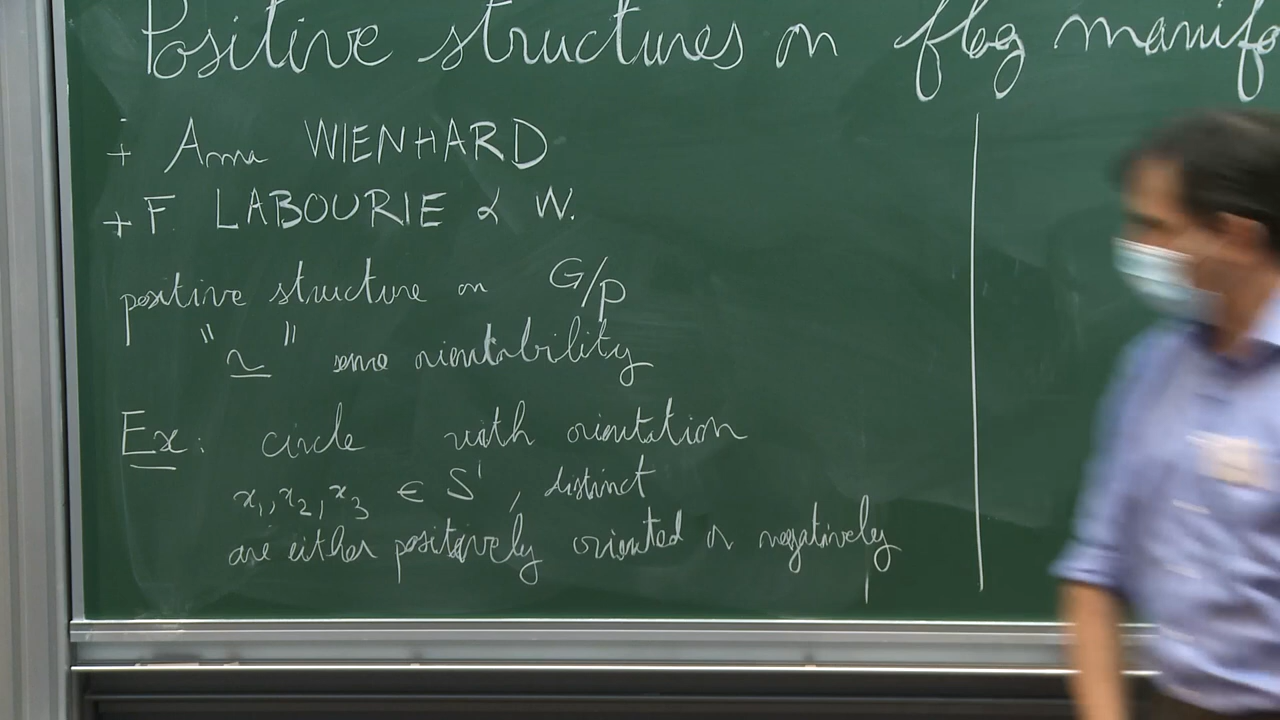 Positive structures on flag manifo
+ Anna WIENHARD
+ F. LABOURIE & W.
positive structure on G/P
"~" some orientability
Ex: circle with orientation
x₁, x₂, x₃ ∈ S¹, distinct
are either positively oriented or negatively